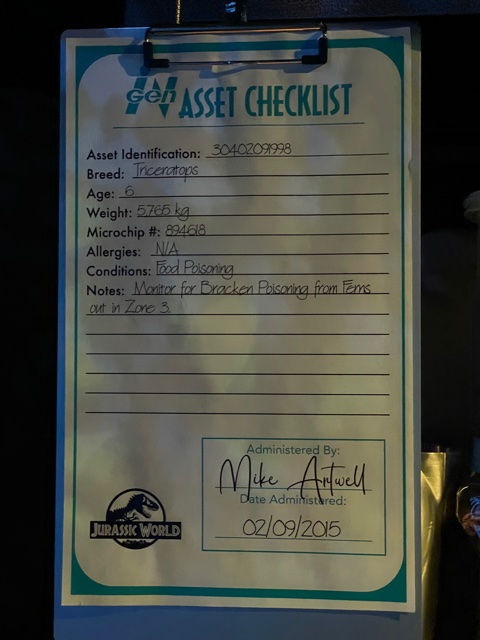 InGen ASSET CHECKLIST
Asset Identification: 30402091998
Breed: Triceratops
Age: 6
Weight: 5765 kg
Microchip #: 894618
Allergies: N/A
Conditions: Food Poisoning
Notes: Monitor for Bracken Poisoning from Ferns
out in Zone 3.
Administered By:
Mike Artwell
Date Administered:
02/09/2015
JURASSIC WORLD